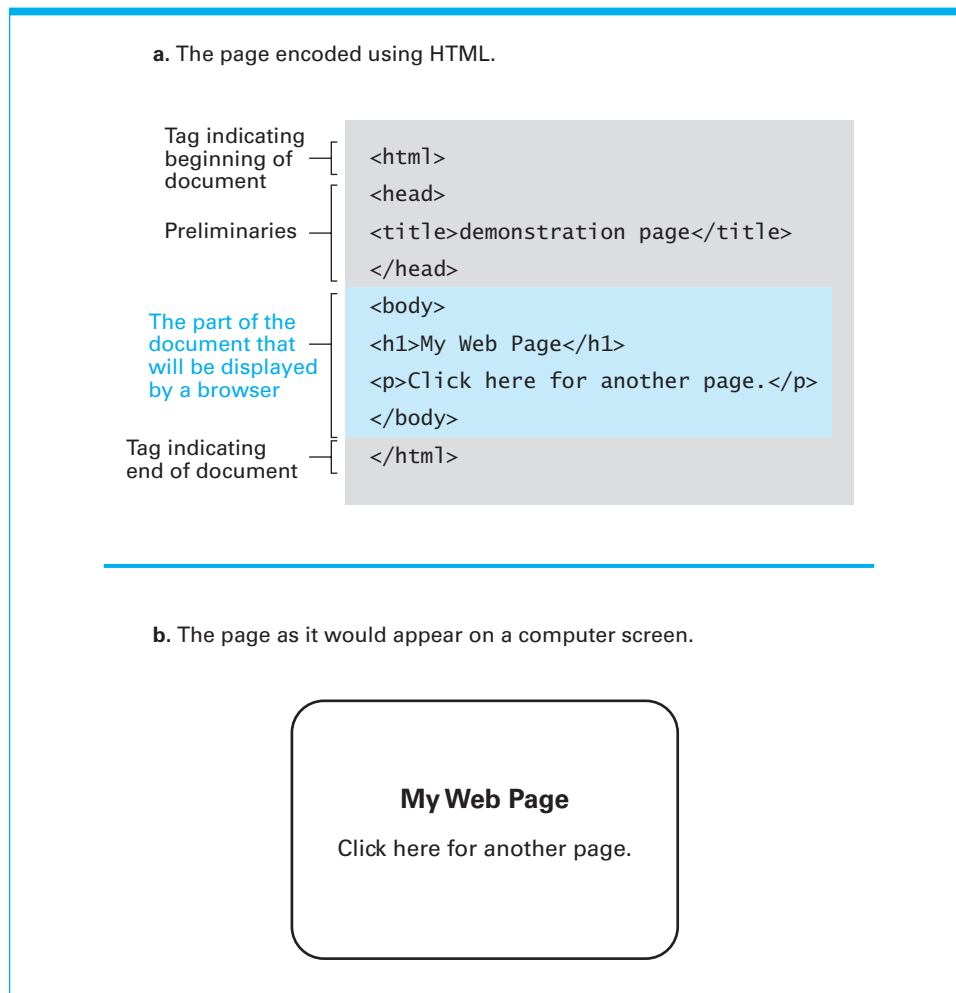 a. The page encoded using HTML.
Tag indicating
beginning of
document
<html>
Preliminaries
<head>
<title>demonstration page</title>
</head>
The part of the
document that
will be displayed
by a browser
<body>
<h1>My Web Page</h1>
<p>Click here for another page.</p>
</body>
Tag indicating
end of document
</html>
b. The page as it would appear on a computer screen.
My Web Page
Click here for another page.